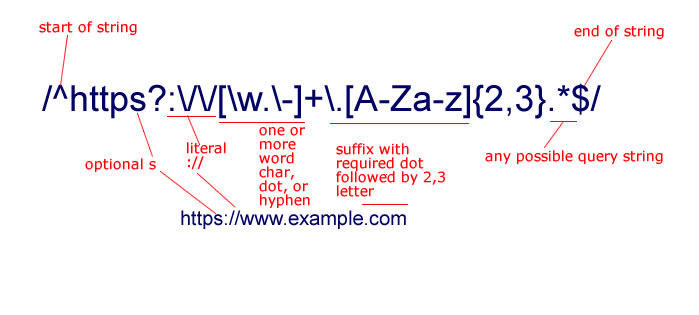 start of string
end of string
/^https?:\/\/[\w.\-]+\.[A-Za-z]{2,3}.*$/
optional s
literal
://
one or
more
word
char,
dot, or
hyphen
suffix with
required dot
followed by 2,3
letter
any possible query string
https://www.example.com